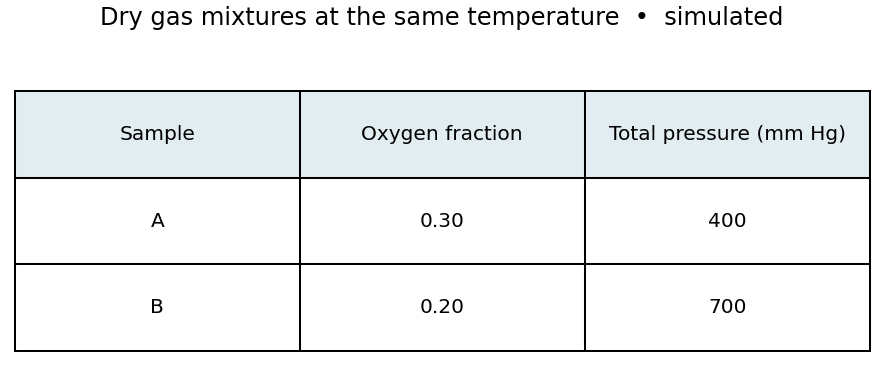 Dry gas mixtures at the same temperature • simulated
Sample Oxygen fraction Total pressure (mm Hg)
A 0.30 400
B 0.20 700